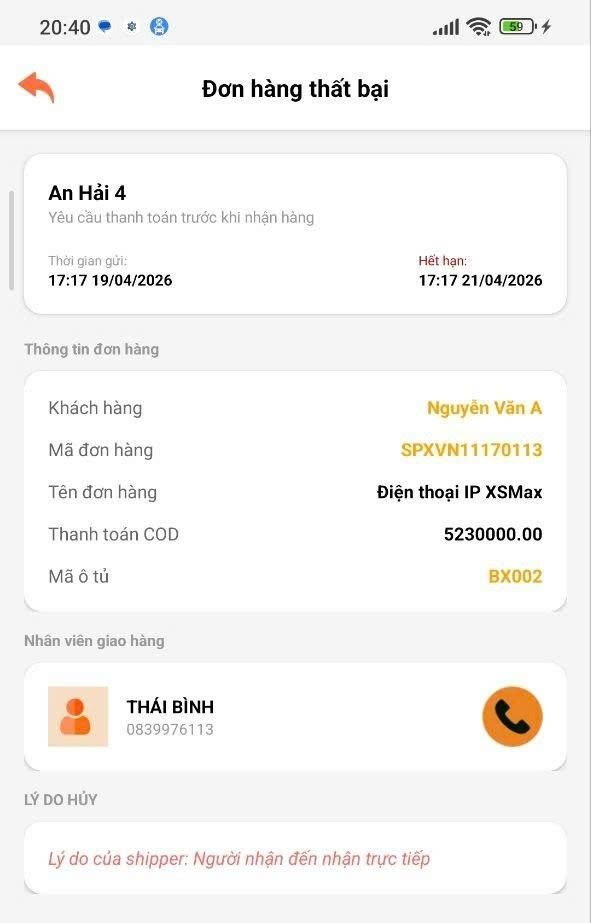 20:40
59
Đơn hàng thất bại
An Hải 4
Yêu cầu thanh toán trước khi nhận hàng
Thời gian gửi: Hết hạn:
17:17 19/04/2026 17:17 21/04/2026
Thông tin đơn hàng
Khách hàng Nguyễn Văn A
Mã đơn hàng SPXVN11170113
Tên đơn hàng Điện thoại IP XSMax
Thanh toán COD 5230000.00
Mã ô tủ BX002
Nhân viên giao hàng
THÁI BÌNH
0839976113
LÝ DO HỦY
Lý do của shipper: Người nhận đến nhận trực tiếp